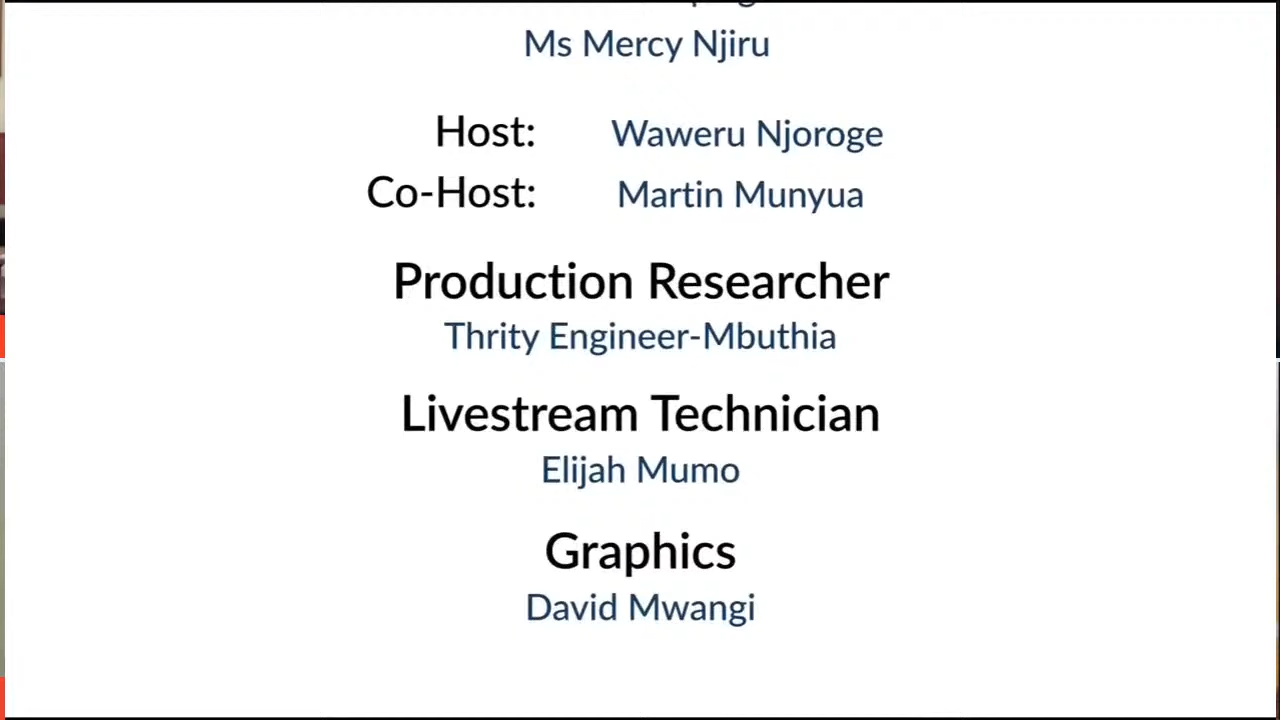 Ms Mercy Njiru
Host: Waweru Njoroge
Co-Host: Martin Munyua
Production Researcher
Thrity Engineer-Mbuthia
Livestream Technician
Elijah Mumo
Graphics
David Mwangi